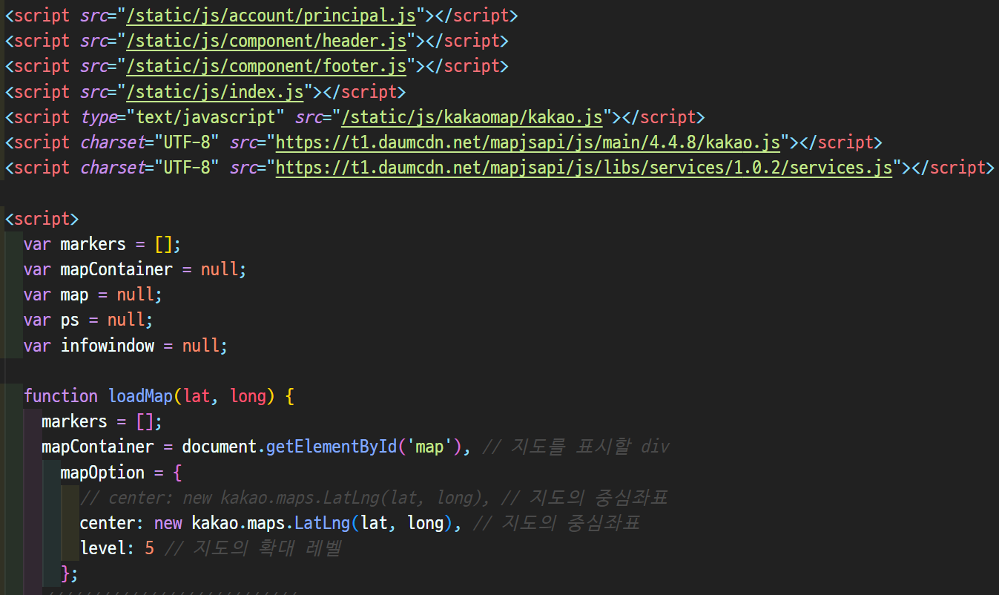 <script src="/static/js/account/principal.js"></script>
<script src="/static/js/component/header.js"></script>
<script src="/static/js/component/footer.js"></script>
<script src="/static/js/index.js"></script>
<script type="text/javascript" src="/static/js/kakaomap/kakao.js"></script>
<script charset="UTF-8" src="https://t1.daumcdn.net/mapjsapi/js/main/4.4.8/kakao.js"></script>
<script charset="UTF-8" src="https://t1.daumcdn.net/mapjsapi/js/libs/services/1.0.2/services.js"></script>
<script>
var markers = [];
var mapContainer = null;
var map = null;
var ps = null;
var infowindow = null;
function loadMap(lat, long) {
markers = [];
mapContainer = document.getElementById('map'), // 지도를 표시할 div
mapOption = {
// center: new kakao.maps.LatLng(lat, long), // 지도의 중심좌표
center: new kakao.maps.LatLng(lat, long), // 지도의 중심좌표
level: 5 // 지도의 확대 레벨
};